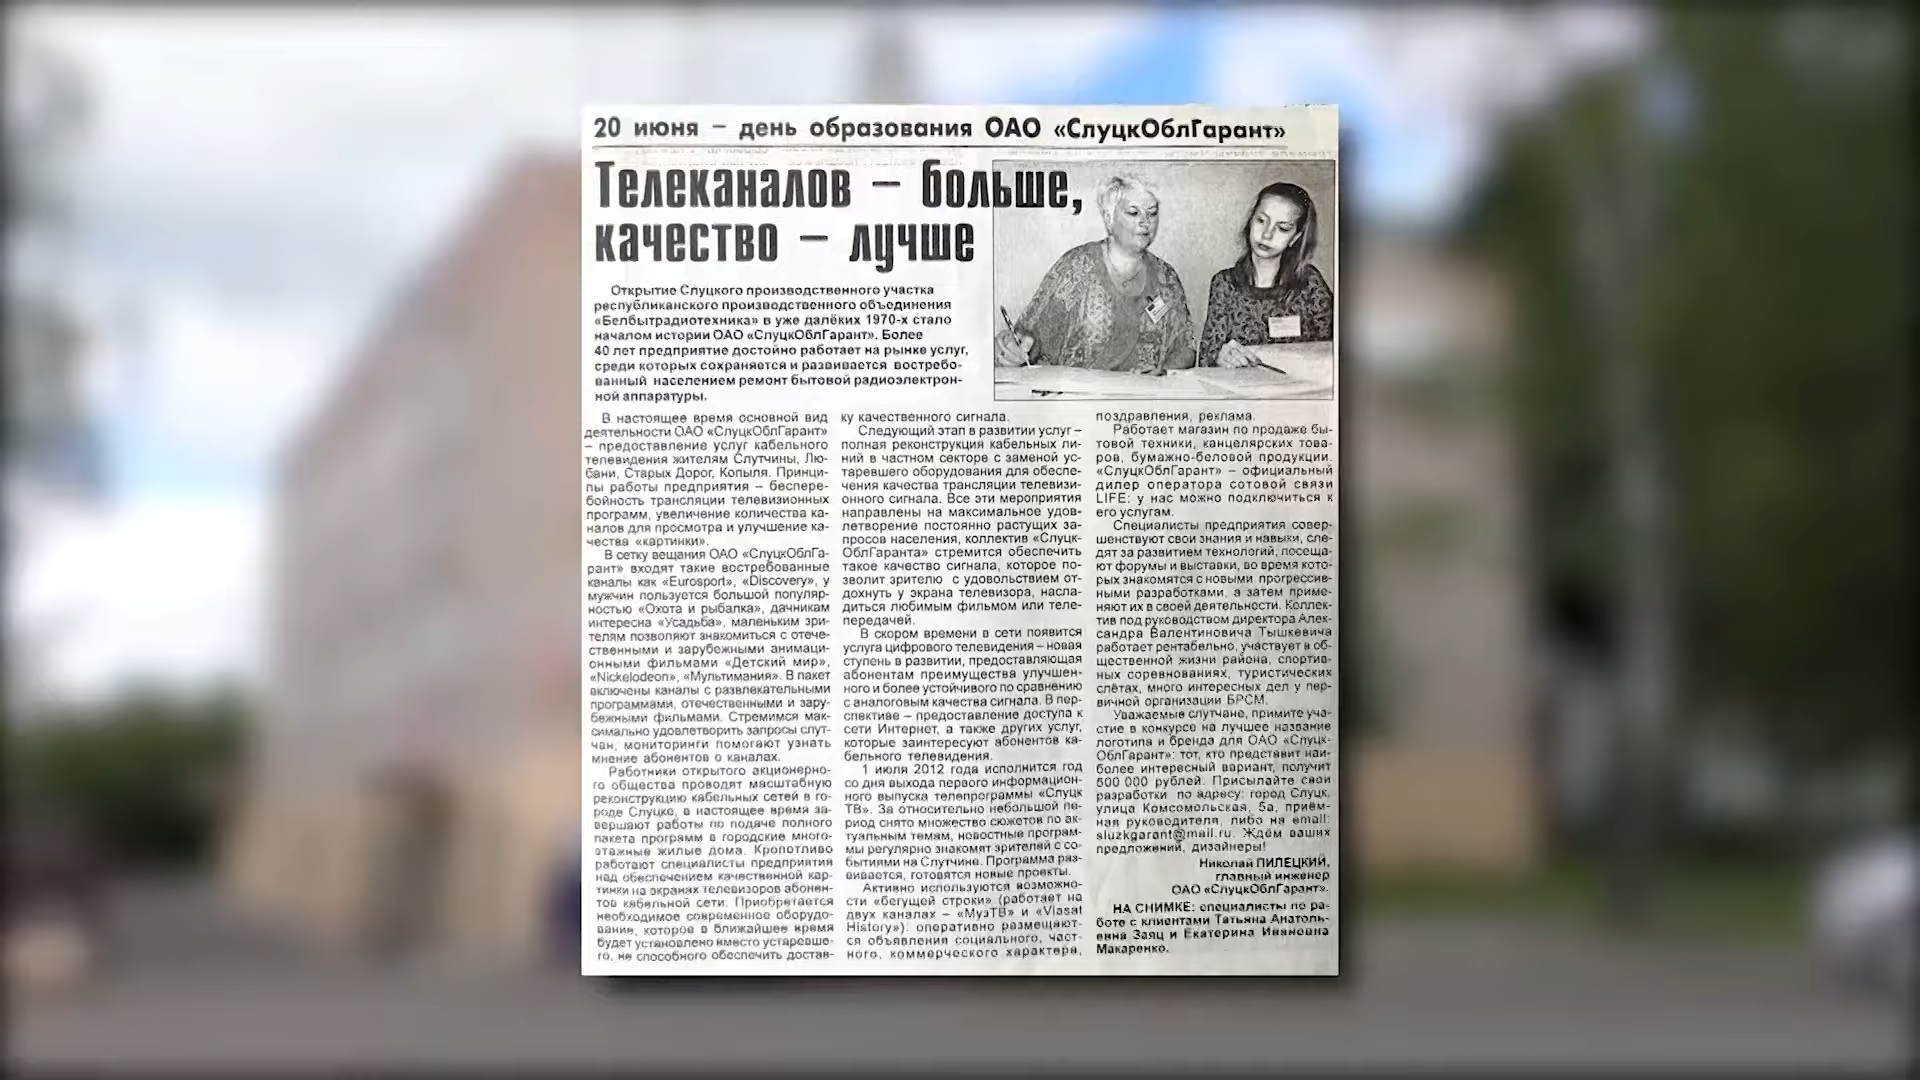 20 июня – день образования ОАО «СлуцкОблГарант»
Телеканалов – больше,
качество – лучше
Открытие Слуцкого производственного участка
республиканского производственного объединения
«Белбытрадиотехника» в уже далёких 1970-х стало
началом истории ОАО «СлуцкОблГарант». Более
40 лет предприятие достойно работает на рынке услуг,
среди которых сохраняется и развивается востребо-
ванный населением ремонт бытовой радиоэлектрон-
ной аппаратуры.
В настоящее время основной вид
деятельности ОАО «СлуцкОблГарант»
– предоставление услуг кабельного
телевидения жителям Слутчины, Лю-
бани, Старых Дорог, Копыля. Принци-
пы работы предприятия – беспере-
бойность трансляции телевизионных
программ, увеличение количества ка-
налов для просмотра и улучшение ка-
чества «картинки».
В сетку вещания ОАО «СлуцкОблГа-
рант» входят такие востребованные
каналы как «Eurosport», «Discovery», у
мужчин пользуется большой популяр-
ностью «Охота и рыбалка», дачникам
интересна «Усадьба», маленьким зри-
телям позволяют знакомиться с отече-
ственными и зарубежными анимаци-
онными фильмами «Детский мир»,
«Nickelodeon», «Мультимания». В пакет
включены каналы с развлекательными
программами, отечественными и зару-
бежными фильмами. Стремимся мак-
симально удовлетворить запросы случ-
чан, мониторинги помогают узнать
мнение абонентов о каналах.
Работники открытого акционерно-
го общества проводят масштабную
реконструкцию кабельных сетей в го-
роде Слуцке, в настоящее время за-
вершают работы по подаче полного
пакета программ в городские много-
этажные жилые дома. Кропотливо
работают специалисты предприятия
над обеспечением качественной кар-
тинки на экранах телевизоров абонен-
тов кабельной сети. Приобретается
необходимое современное оборудо-
вание, которое в ближайшее время
будет установлено вместо устаревше-
го, не способного обеспечить достав-
ку качественного сигнала.
Следующий этап в развитии услуг –
полная реконструкция кабельных ли-
ний в частном секторе с заменой ус-
таревшего оборудования для обеспе-
чения качества трансляции телевизи-
онного сигнала. Все эти мероприятия
направлены на максимальное удов-
летворение постоянно растущих за-
просов населения, коллектив «Слуцк-
ОблГаранта» стремится обеспечить
такое качество сигнала, которое по-
зволит зрителю с удовольствием от-
дохнуть у экрана телевизора, насла-
диться любимым фильмом или теле-
передачей.
В скором времени в сети появится
услуга цифрового телевидения – новая
ступень в развитии, предоставляющая
абонентам преимущества улучшен-
ного и более устойчивого по сравнению
с аналоговым качества сигнала. В пер-
спективе – предоставление доступа к
сети Интернет, а также других услуг,
которые заинтересуют абонентов ка-
бельного телевидения.
1 июля 2012 года исполнится год
со дня выхода первого информацион-
ного выпуска телепрограммы «Слуцк
ТВ». За относительно небольшой пе-
риод снято множество сюжетов по ак-
туальным темам, новостные програм-
мы регулярно знакомят зрителей с со-
бытиями на Слутчине. Программа раз-
вивается, готовятся новые проекты.
Активно используются возможно-
сти «бегущей строки» (работает на
двух каналах – «МузТВ» и «Viasat
History»): оперативно размещают-
ся объявления социального, част-
ного, коммерческого характера,
поздравления, реклама.
Работает магазин по продаже бы-
товой техники, канцелярских това-
ров, бумажно-беловой продукции.
«СлуцкОблГарант» – официальный
дилер оператора сотовой связи
LIFE: у нас можно подключиться к
его услугам.
Специалисты предприятия совер-
шенствуют свои знания и навыки, сле-
дят за развитием технологий, посеща-
ют форумы и выставки, во время кото-
рых знакомятся с новыми прогрессив-
ными разработками, а затем приме-
няют их в своей деятельности. Коллек-
тив под руководством директора Алек-
сандра Валентиновича Тышкевича
работает рентабельно, участвует в об-
щественной жизни района, спортив-
ных соревнованиях, туристических
слётах, много интересных дел у пер-
вичной организации БРСМ.
Уважаемые случчане, примите уча-
стие в конкурсе на лучшее название
логотипа и бренда для ОАО «Слуцк-
ОблГарант»: тот, кто представит наи-
более интересный вариант, получит
500 000 рублей. Присылайте свои
разработки по адресу: город Слуцк,
улица Комсомольская, 5а, приём-
ная руководителя, либо на email:
sluzkgarant@mail.ru. Ждём ваших
предложений, дизайнеры!
Николай ПИЛЕЦКИЙ,
главный инженер
ОАО «СлуцкОблГарант».
НА СНИМКЕ: специалисты по ра-
боте с клиентами Татьяна Анатоль-
евна Заяц и Екатерина Ивановна
Макаренко.